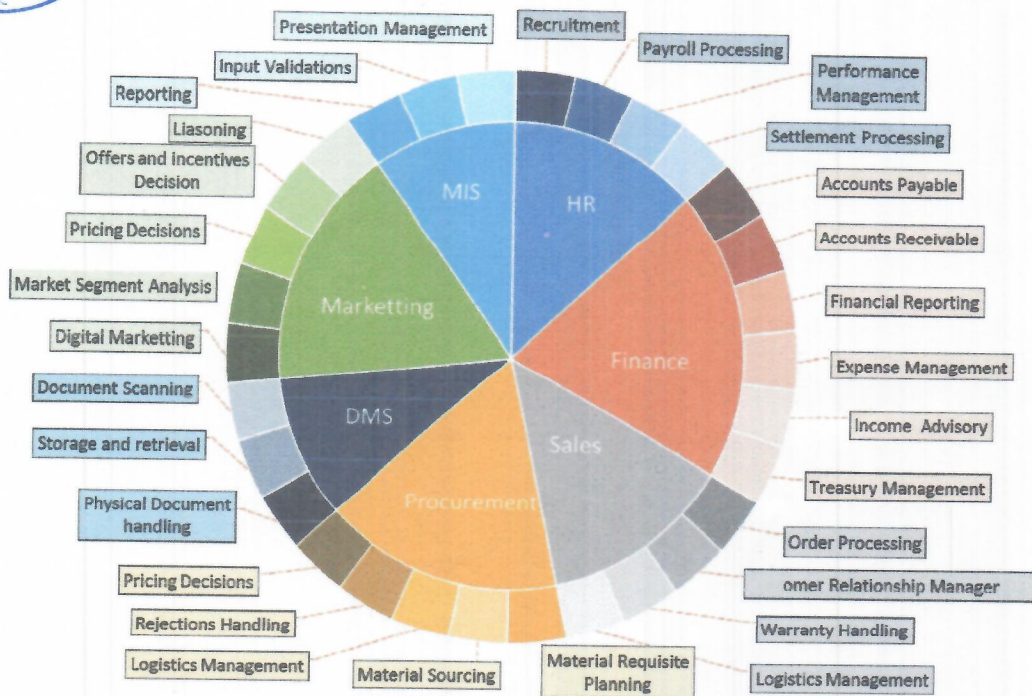 Presentation Management
Recruitment
Input Validations
Payroll Processing
Reporting
Performance
Management
Liasoning
Settlement Processing
Offers and Incentives
Decision
MIS
HR
Accounts Payable
Pricing Decisions
Accounts Receivable
Market Segment Analysis
Marketting
Financial Reporting
Digital Marketting
Finance
Expense Management
Document Scanning
DMS
Income Advisory
Storage and retrieval
Sales
Treasury Management
Physical Document
handling
Procurement
Order Processing
Pricing Decisions
omer Relationship Manager
Rejections Handling
Warranty Handling
Logistics Management
Material Sourcing
Material Requisite
Planning
Logistics Management